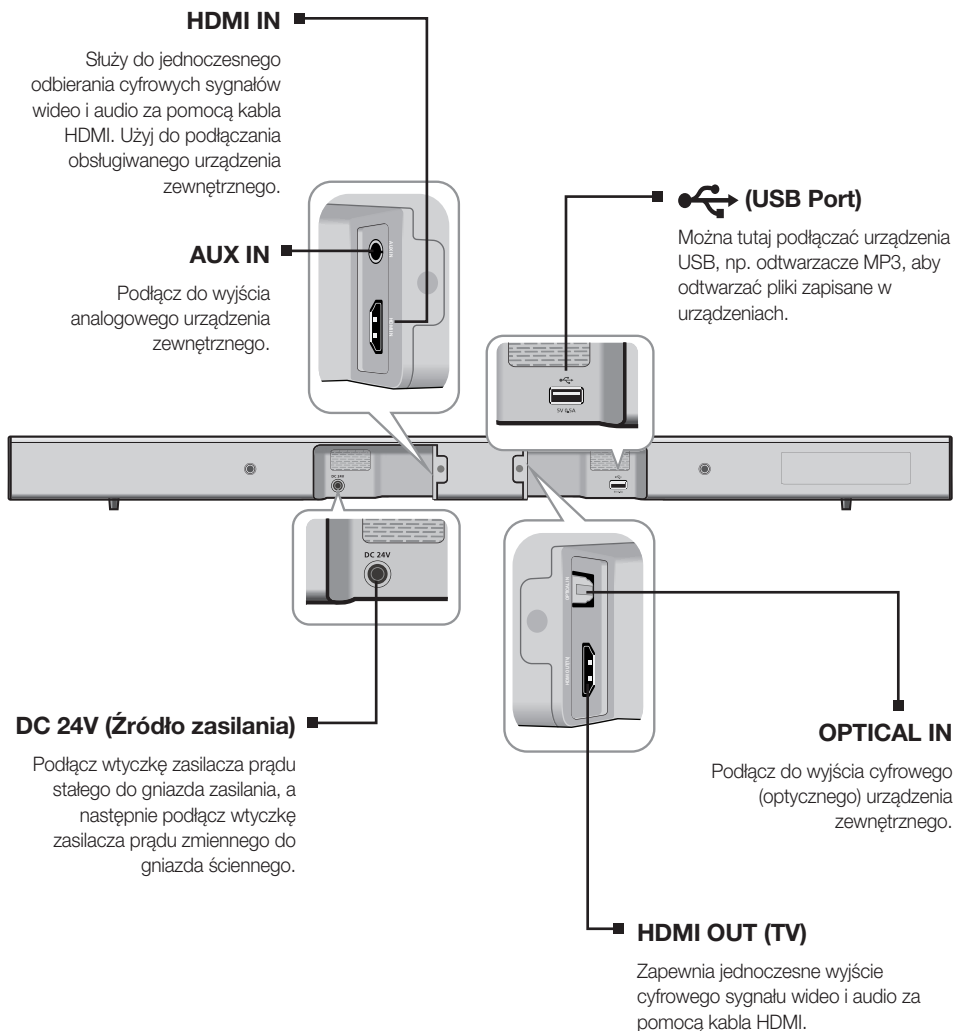 HDMI IN
Służy do jednoczesnego
odbierania cyfrowych sygnałów
wideo i audio za pomocą kabla
HDMI. Użyj do podłączania
obsługiwanego urządzenia
zewnętrznego.
AUX IN
Podłącz do wyjścia
analogowego urządzenia
zewnętrznego.
(USB Port)
Można tutaj podłączać urządzenia
USB, np. odtwarzacze MP3, aby
odtwarzać pliki zapisane w
urządzeniach.
5V 0.5A
DC 24V
DC 24V
DC 24V (Źródło zasilania)
Podłącz wtyczkę zasilacza prądu
stałego do gniazda zasilania, a
następnie podłącz wtyczkę
zasilacza prądu zmiennego do
gniazda ściennego.
OPTICAL IN
Podłącz do wyjścia cyfrowego
(optycznego) urządzenia
zewnętrznego.
HDMI OUT (TV)
Zapewnia jednoczesne wyjście
cyfrowego sygnału wideo i audio za
pomocą kabla HDMI.